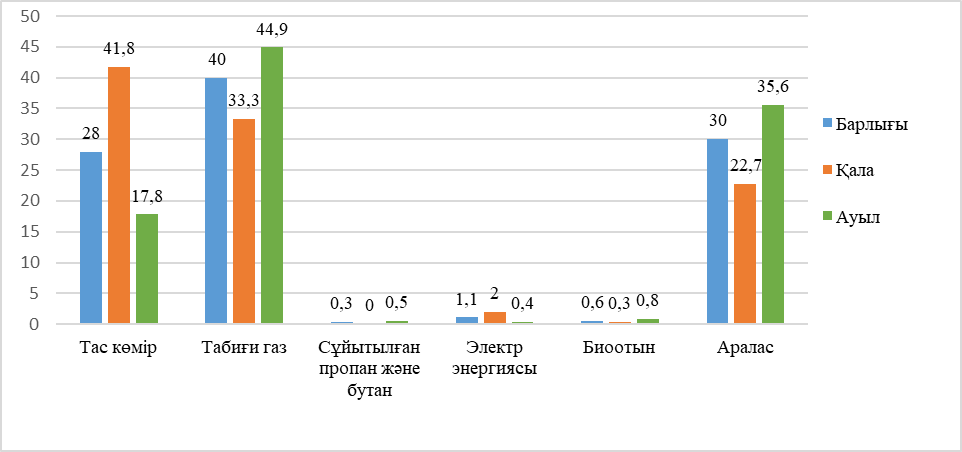 50
45
40
35
30
25
20
15
10
5
0
28
41,8
17,8
40
33,3
44,9
0,3
0
0,5
1,1
2
0,4
0,6
0,3
0,8
30
22,7
35,6
Тас көмір
Табиғи газ
Сұйытылған
пропан және
бутан
Электр
энергиясы
Биоотын
Аралас
Барлығы
Қала
Ауыл